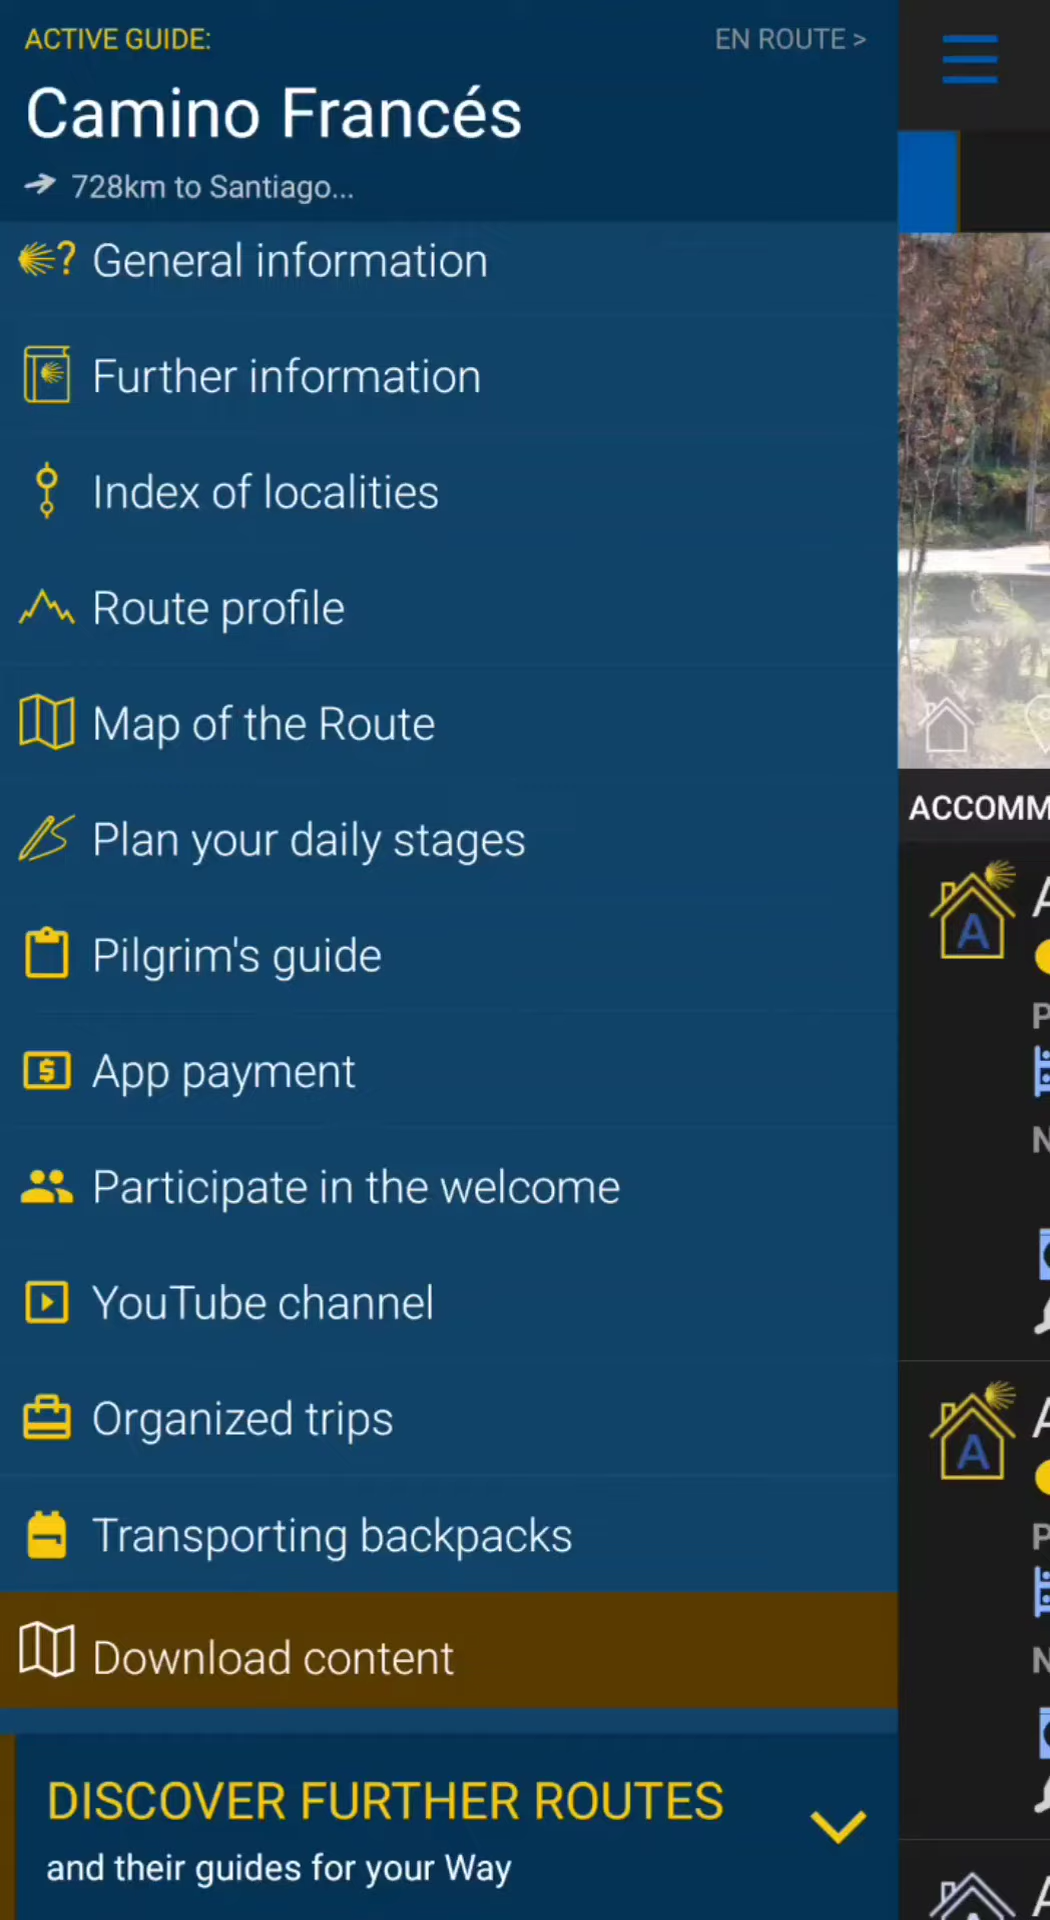 ACTIVE GUIDE:
EN ROUTE >
Camino Francés
728km to Santiago...
General information
Further information
Index of localities
Route profile
Map of the Route
Plan your daily stages
Pilgrim's guide
App payment
Participate in the welcome
YouTube channel
Organized trips
Transporting backpacks
Download content
DISCOVER FURTHER ROUTES
and their guides for your Way
ACCOMM
A
A